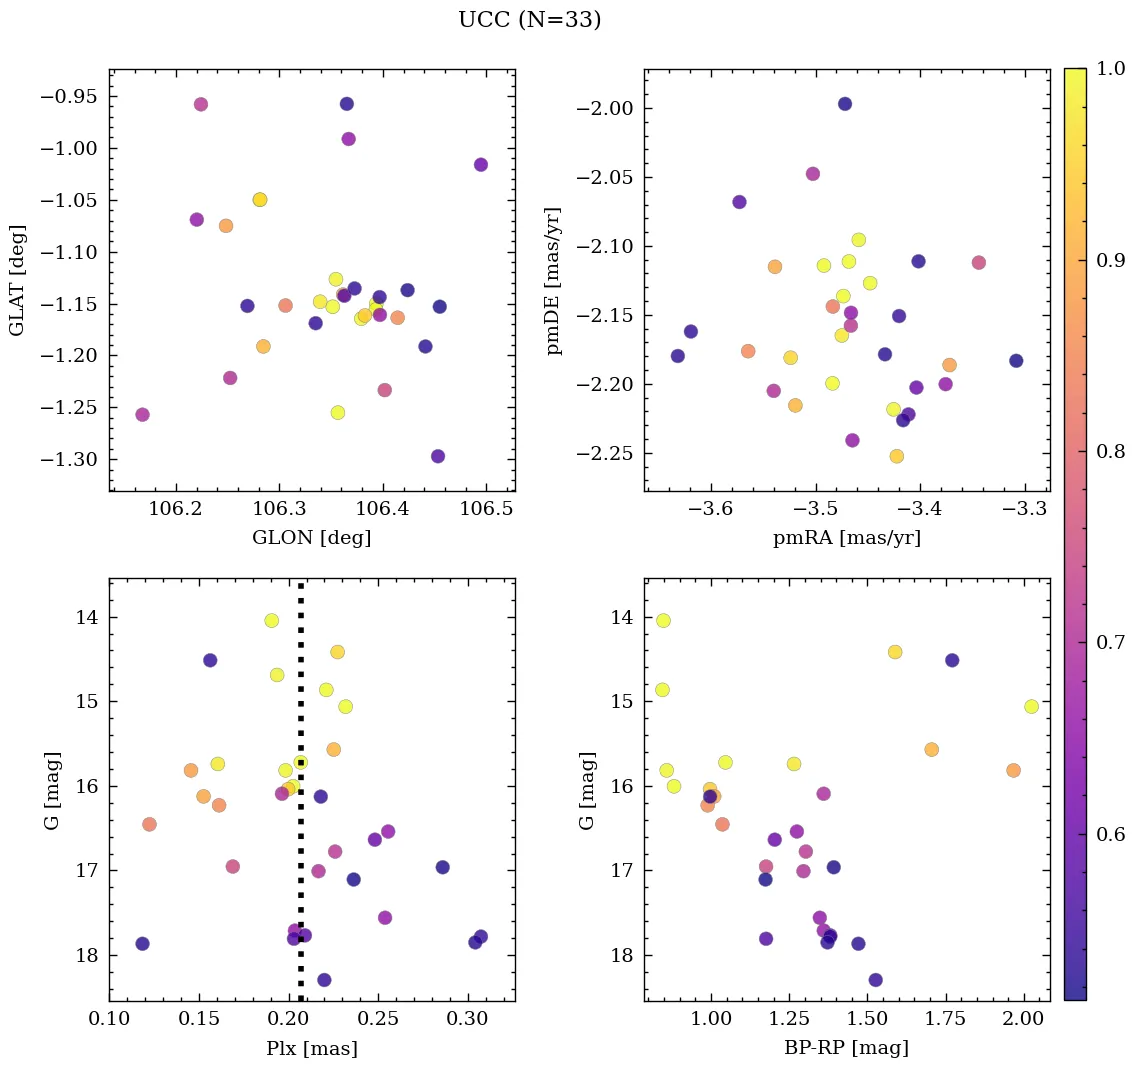 UCC (N=33)
−0.95
−1.00
−1.05
−1.10
−1.15
−1.20
−1.25
−1.30
GLAT [deg]
106.2 106.3 106.4 106.5
GLON [deg]
−2.00
−2.05
−2.10
−2.15
−2.20
−2.25
pmDE [mas/yr]
−3.6 −3.5 −3.4 −3.3
pmRA [mas/yr]
14
15
16
17
18
G [mag]
0.10 0.15 0.20 0.25 0.30
Plx [mas]
14
15
16
17
18
G [mag]
1.00 1.25 1.50 1.75 2.00
BP-RP [mag]
1.0
0.9
0.8
0.7
0.6